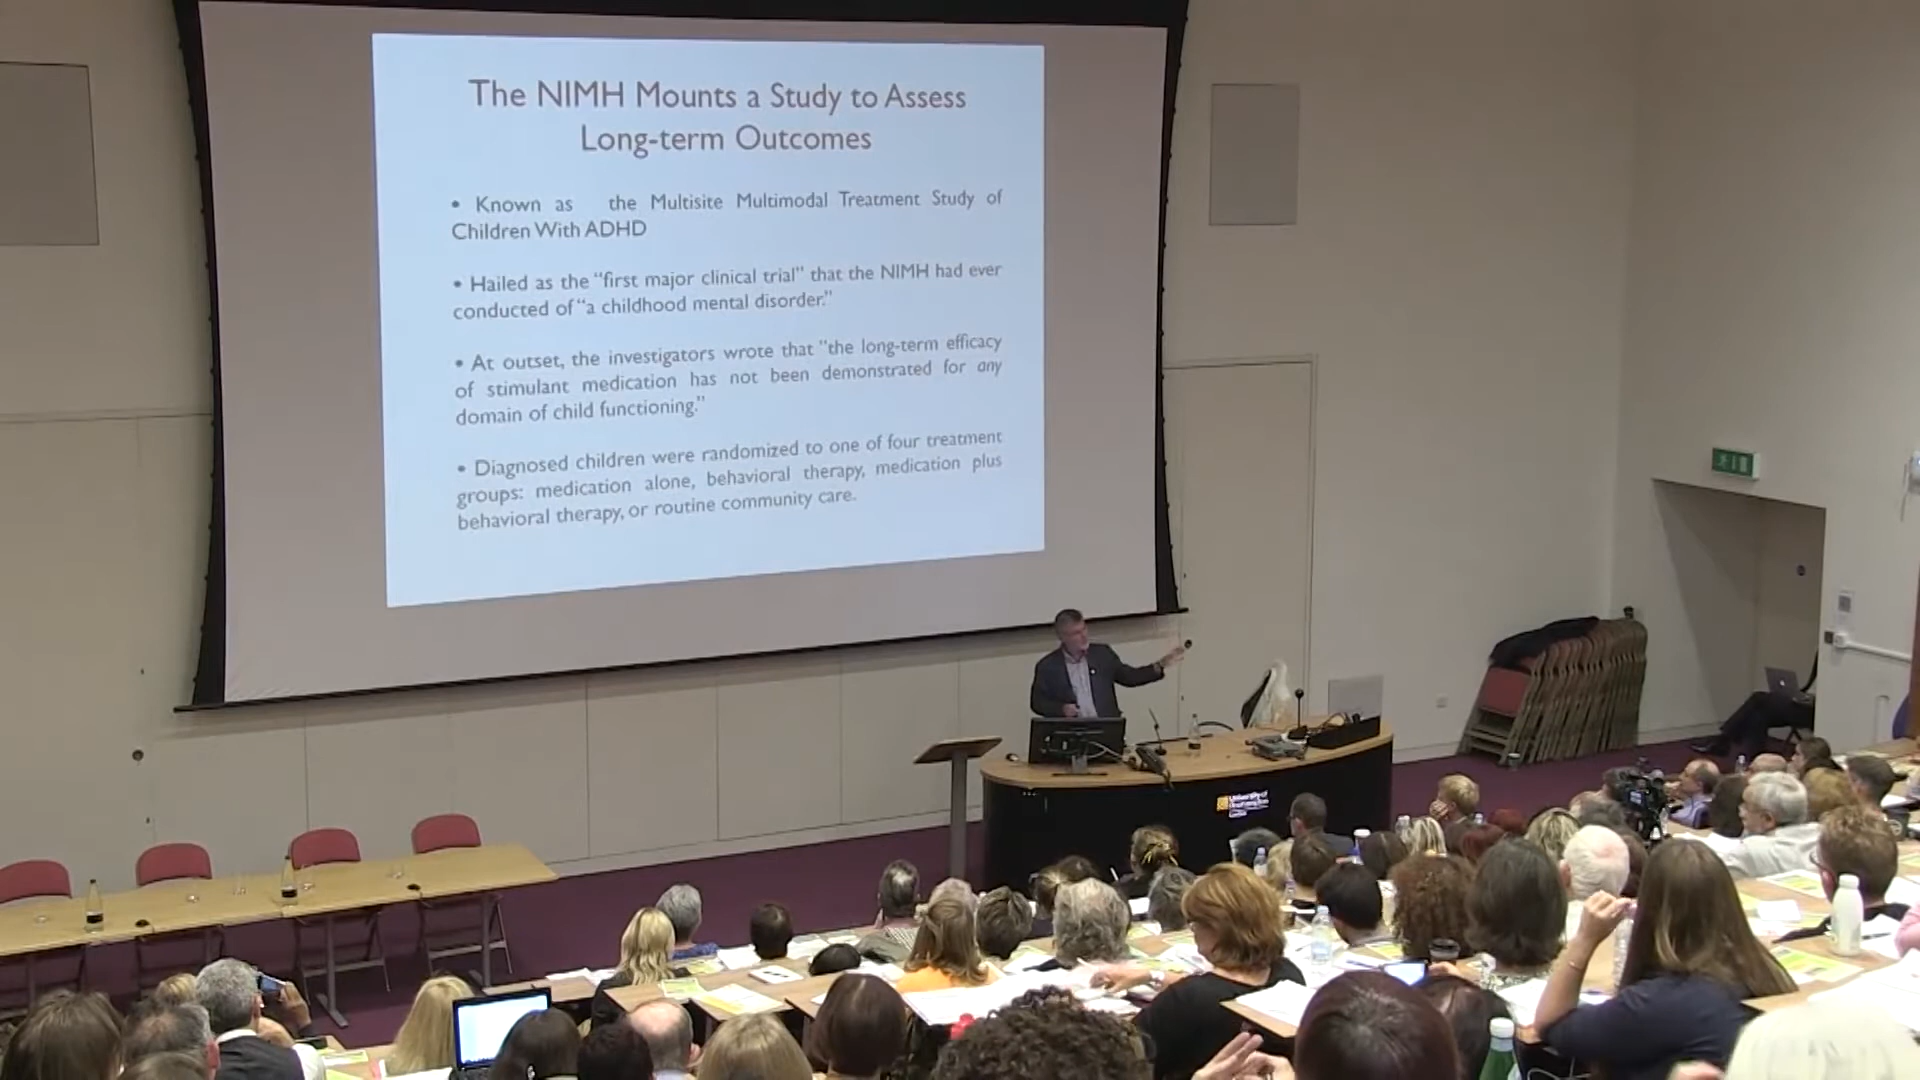 The NIMH Mounts a Study to Assess
Long-term Outcomes
• Known as the Multisite Multimodal Treatment Study of
Children With ADHD
• Hailed as the “first major clinical trial” that the NIMH had ever
conducted of “a childhood mental disorder.”
• At outset, the investigators wrote that “the long-term efficacy
of stimulant medication has not been demonstrated for any
domain of child functioning.”
• Diagnosed children were randomized to one of four treatment
groups: medication alone, behavioral therapy, medication plus
behavioral therapy, or routine community care.
University of